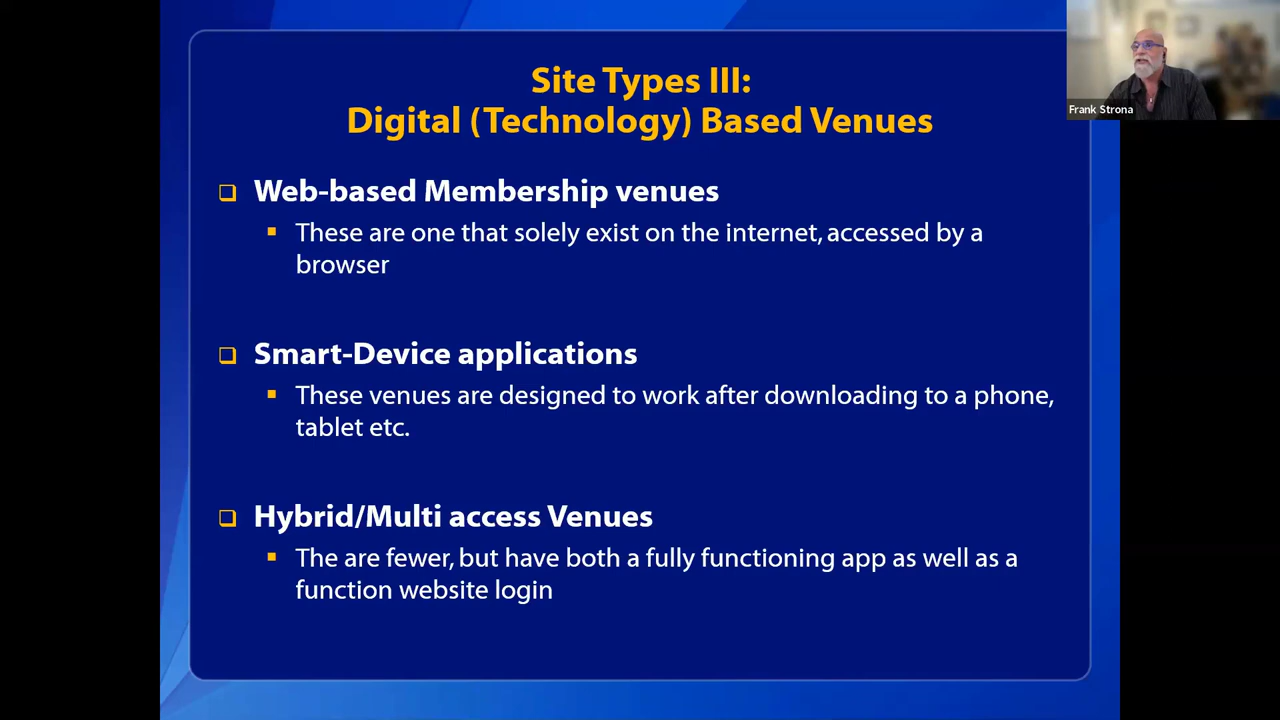 Site Types III:
Digital (Technology) Based Venues
Web-based Membership venues
These are one that solely exist on the internet, accessed by a
browser
Smart-Device applications
These venues are designed to work after downloading to a phone,
tablet etc.
Hybrid/Multi access Venues
The are fewer, but have both a fully functioning app as well as a
function website login
Frank Strona